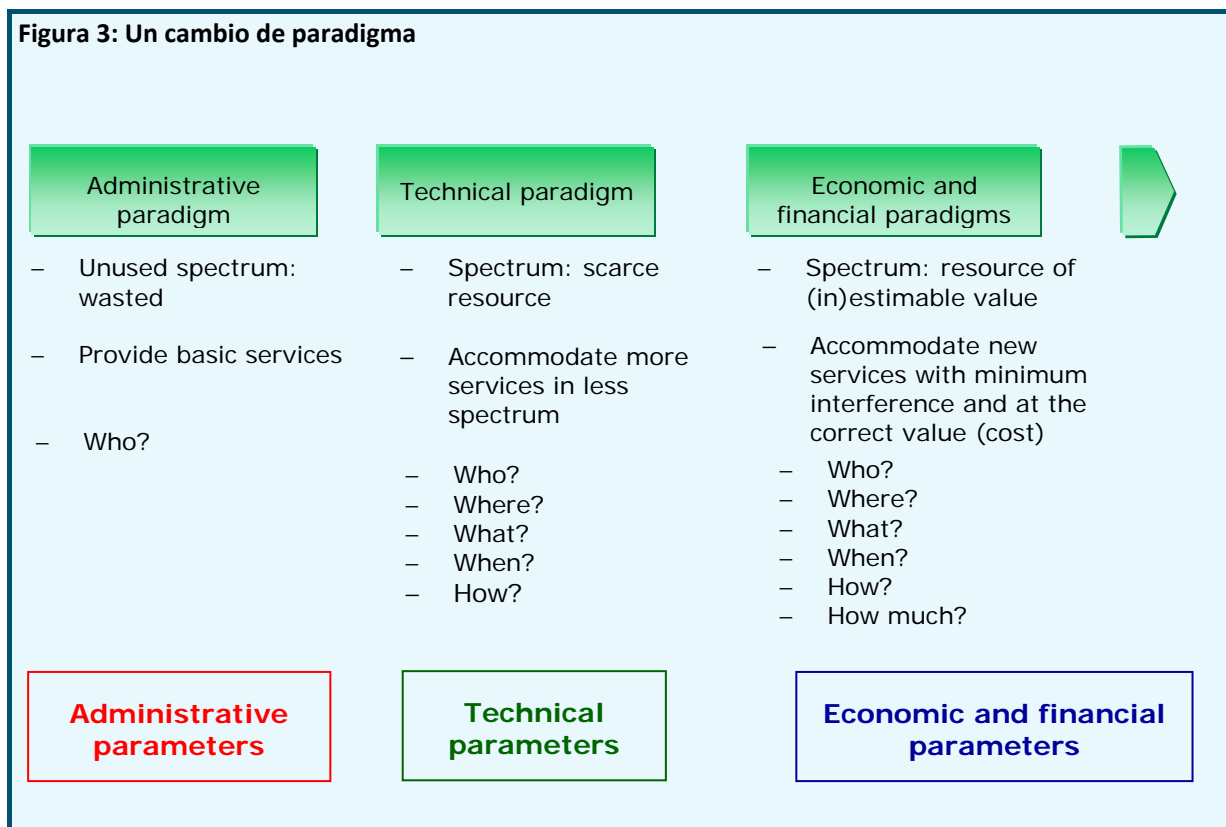 Figura 3: Un cambio de paradigma
Administrative
paradigm
– Unused spectrum:
wasted
– Provide basic services
– Who?
Administrative
parameters
Technical paradigm
– Spectrum: scarce
resource
– Accommodate more
services in less
spectrum
– Who?
– Where?
– What?
– When?
– How?
Technical
parameters
Economic and
financial paradigms
– Spectrum: resource of
(in)estimable value
– Accommodate new
services with minimum
interference and at the
correct value (cost)
– Who?
– Where?
– What?
– When?
– How?
– How much?
Economic and financial
parameters